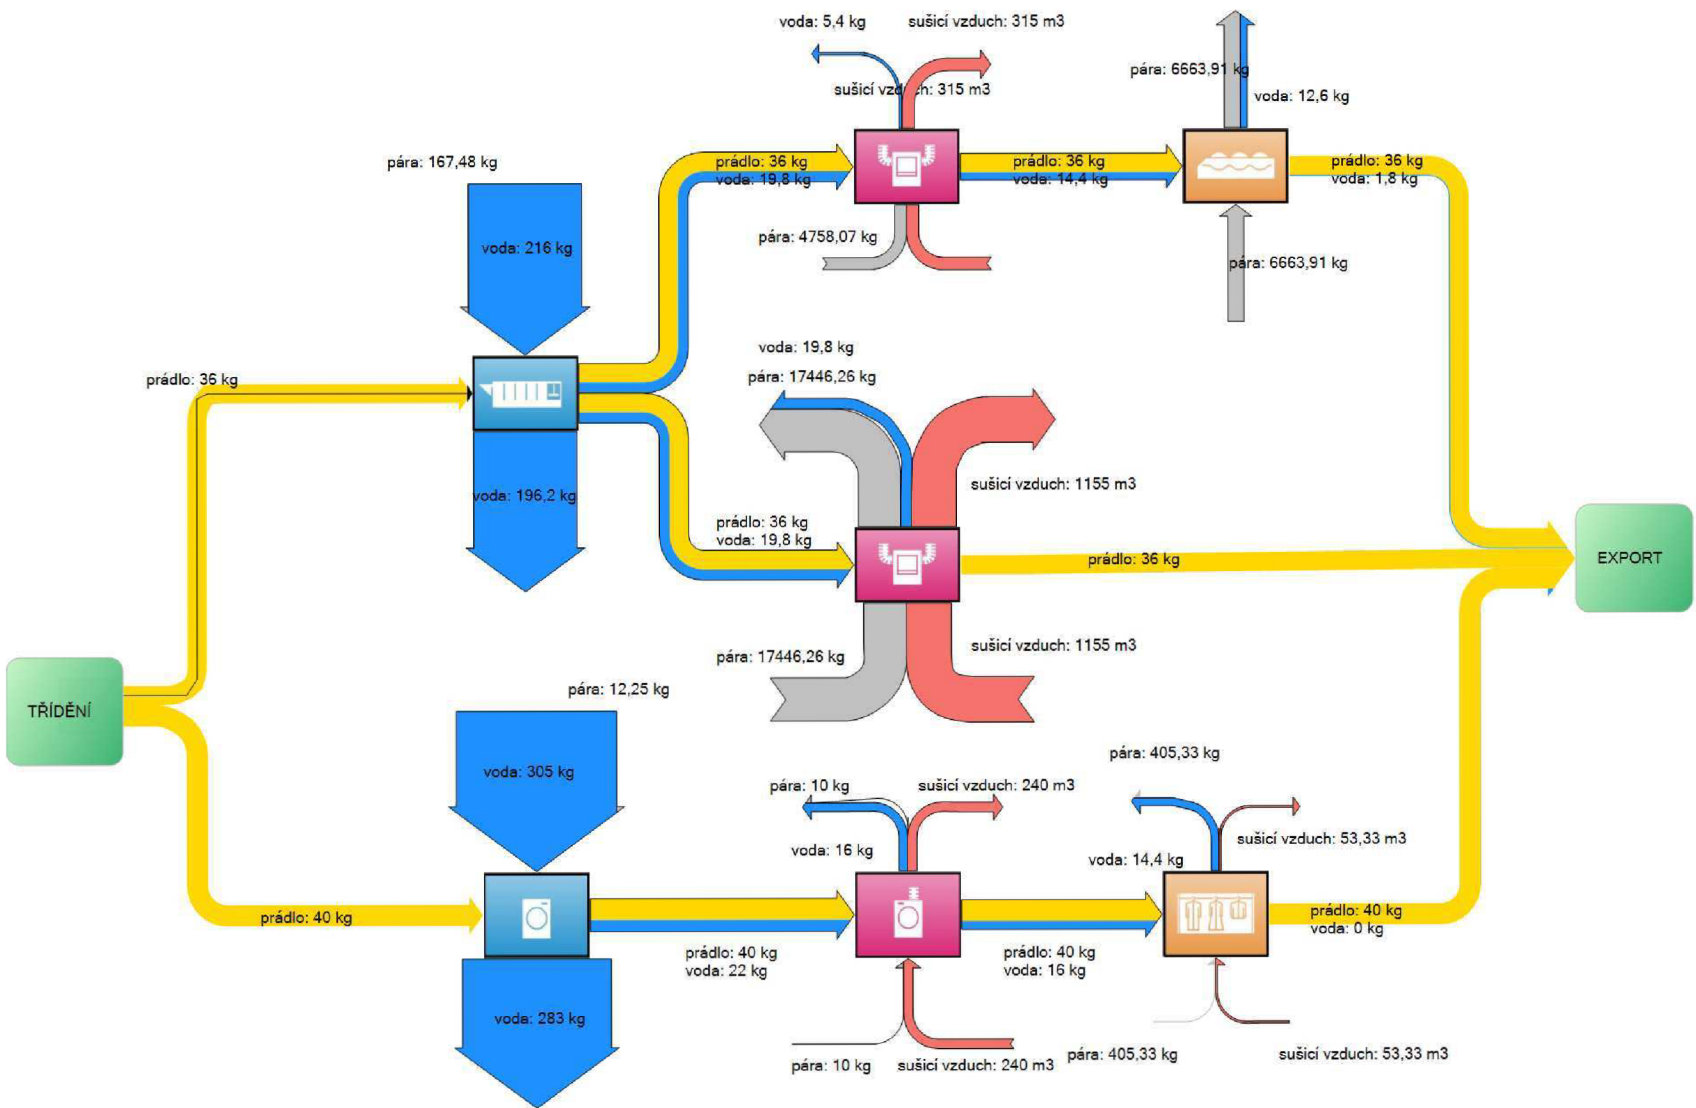 voda: 5,4 kg
sušicí vzduch: 315 m3
sušicí vzduch: 315 m3
pára: 6663,91 kg
voda: 12,6 kg
pára: 167,48 kg
prádlo: 36 kg
voda: 19,8 kg
prádlo: 36 kg
voda: 14,4 kg
prádlo: 36 kg
voda: 1,8 kg
voda: 216 kg
pára: 4758,07 kg
pára: 6663,91 kg
voda: 19,8 kg
pára: 17446,26 kg
prádlo: 36 kg
sušicí vzduch: 1155 m3
voda: 196,2 kg
prádlo: 36 kg
voda: 19,8 kg
prádlo: 36 kg
EXPORT
sušicí vzduch: 1155 m3
pára: 17446,26 kg
TŘÍDĚNÍ
pára: 12,25 kg
voda: 305 kg
pára: 10 kg
sušicí vzduch: 240 m3
pára: 405,33 kg
sušicí vzduch: 53,33 m3
voda: 16 kg
voda: 14,4 kg
prádlo: 40 kg
prádlo: 40 kg
voda: 22 kg
prádlo: 40 kg
voda: 16 kg
prádlo: 40 kg
voda: 0 kg
voda: 283 kg
pára: 10 kg
sušicí vzduch: 240 m3
pára: 405,33 kg
sušicí vzduch: 53,33 m3